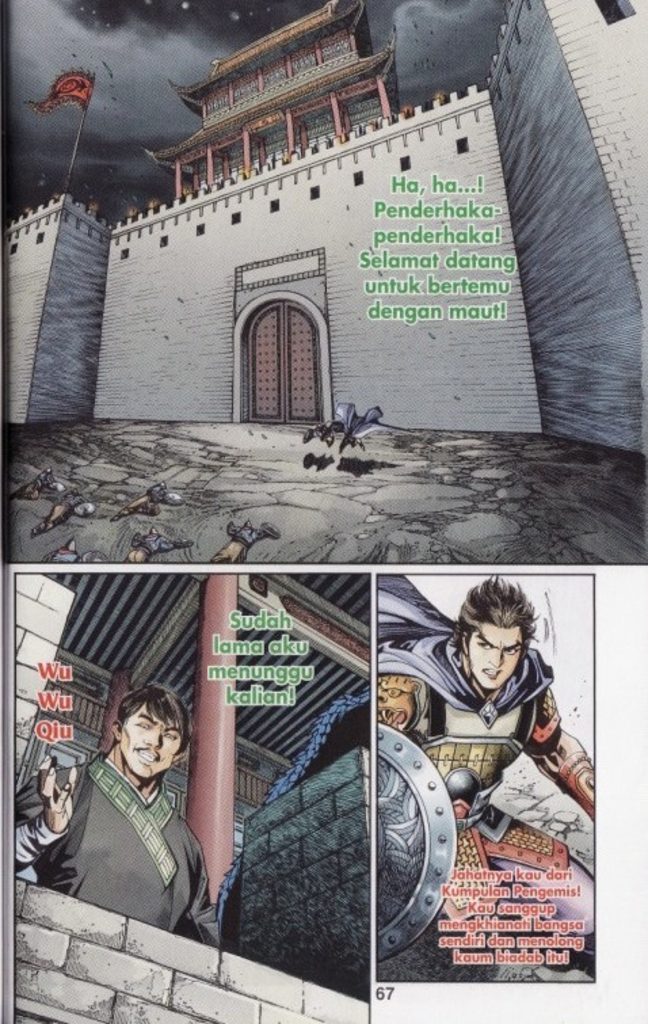 Ha, ha...!
Penderhaka-
penderhaka!
Selamat datang
untuk bertemu
dengan maut!
Sudah
lama aku
menunggu
kalian!
Wu
Wu
Qiu
Jahatnya kau dari
Kumpulan Pengemis!
Kau sanggup
mengkhianati bangsa
sendiri dan menolong
kaum biadab itu!
67